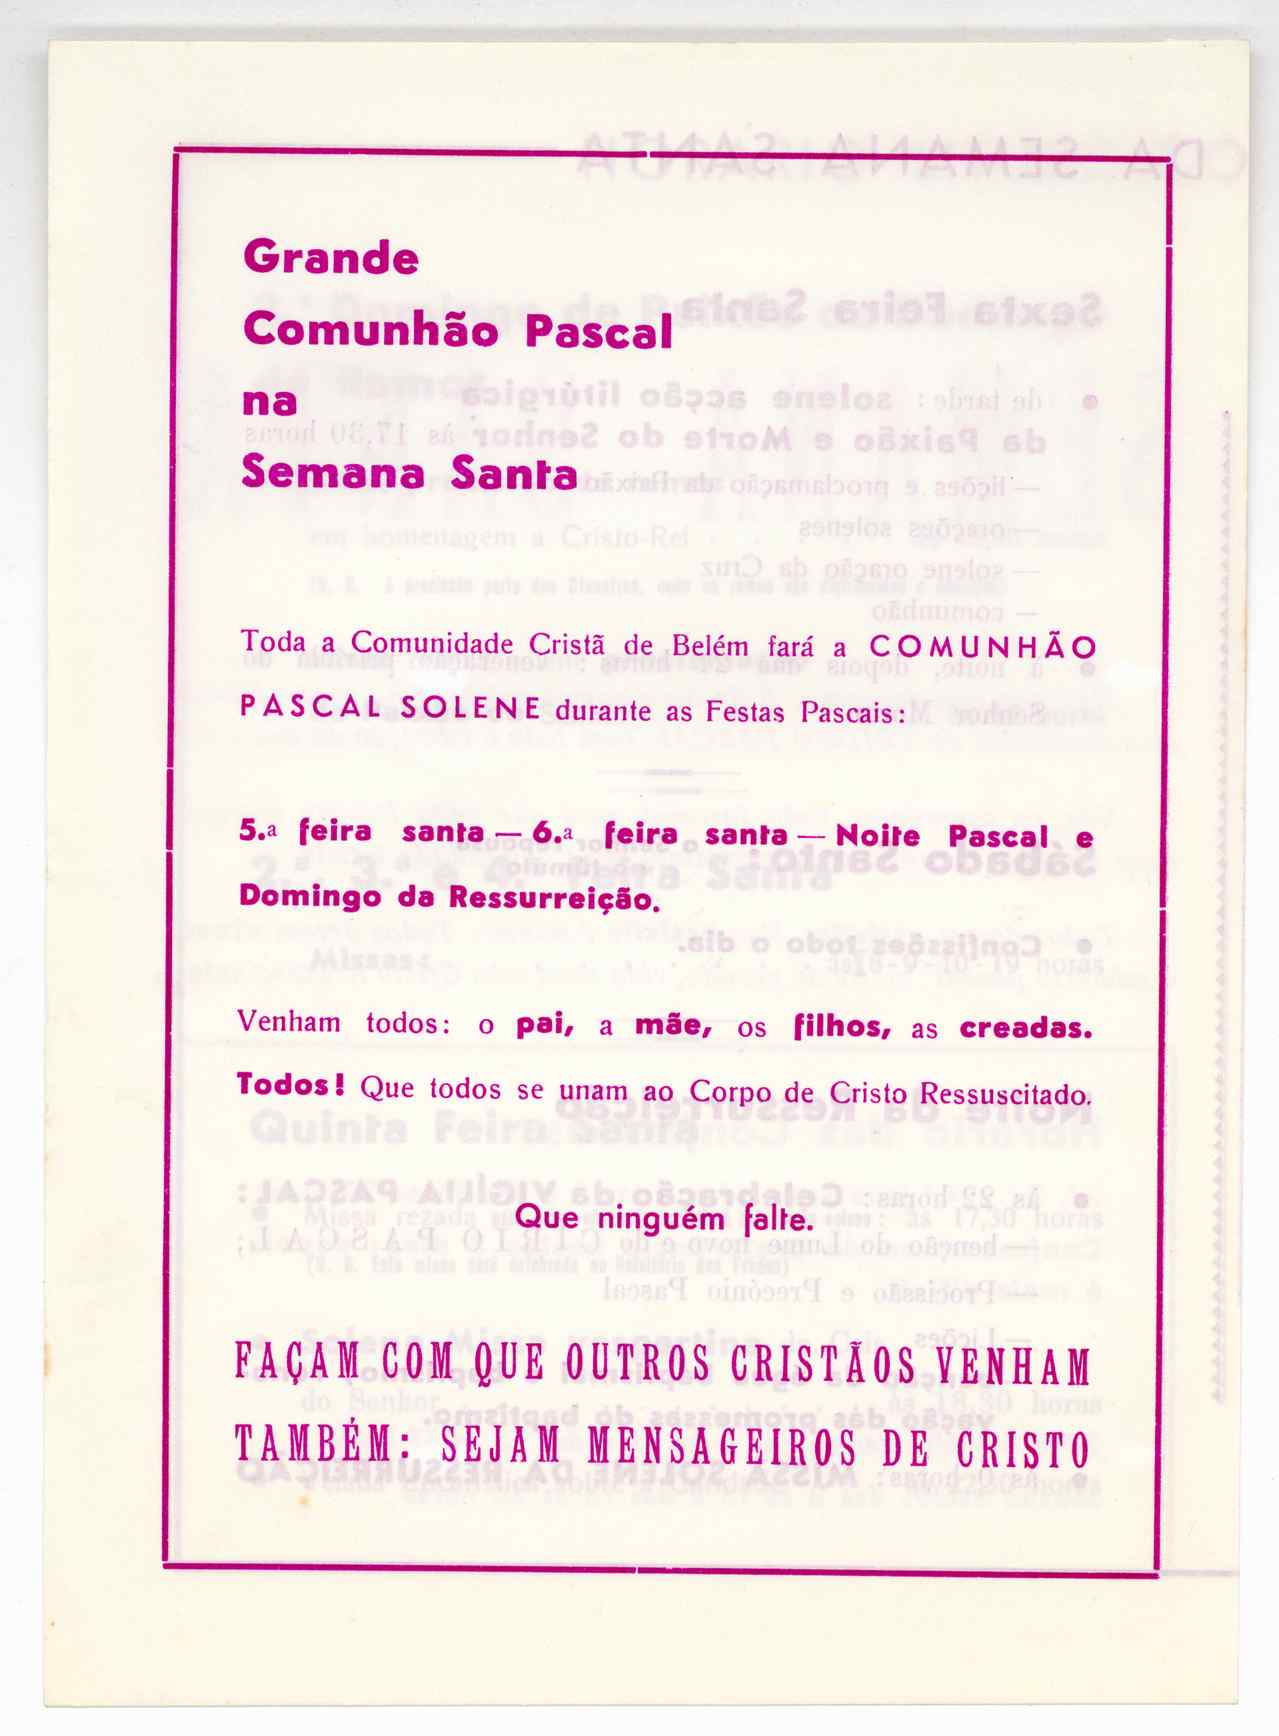 Grande
Comunhão Pascal
na
Semana Santa
Toda a Comunidade Cristã de Belém fará a COMUNHÃO
PASCAL SOLENE durante as Festas Pascais:
5.ª feira santa — 6.ª feira santa — Noite Pascal e
Domingo da Ressurreição.
Venham todos: o pai, a mãe, os filhos, as creadas.
Todos! Que todos se unam ao Corpo de Cristo Ressuscitado.
Que ninguém falte.
FAÇAM COM QUE OUTROS CRISTÃOS VENHAM
TAMBÉM: SEJAM MENSAGEIROS DE CRISTO